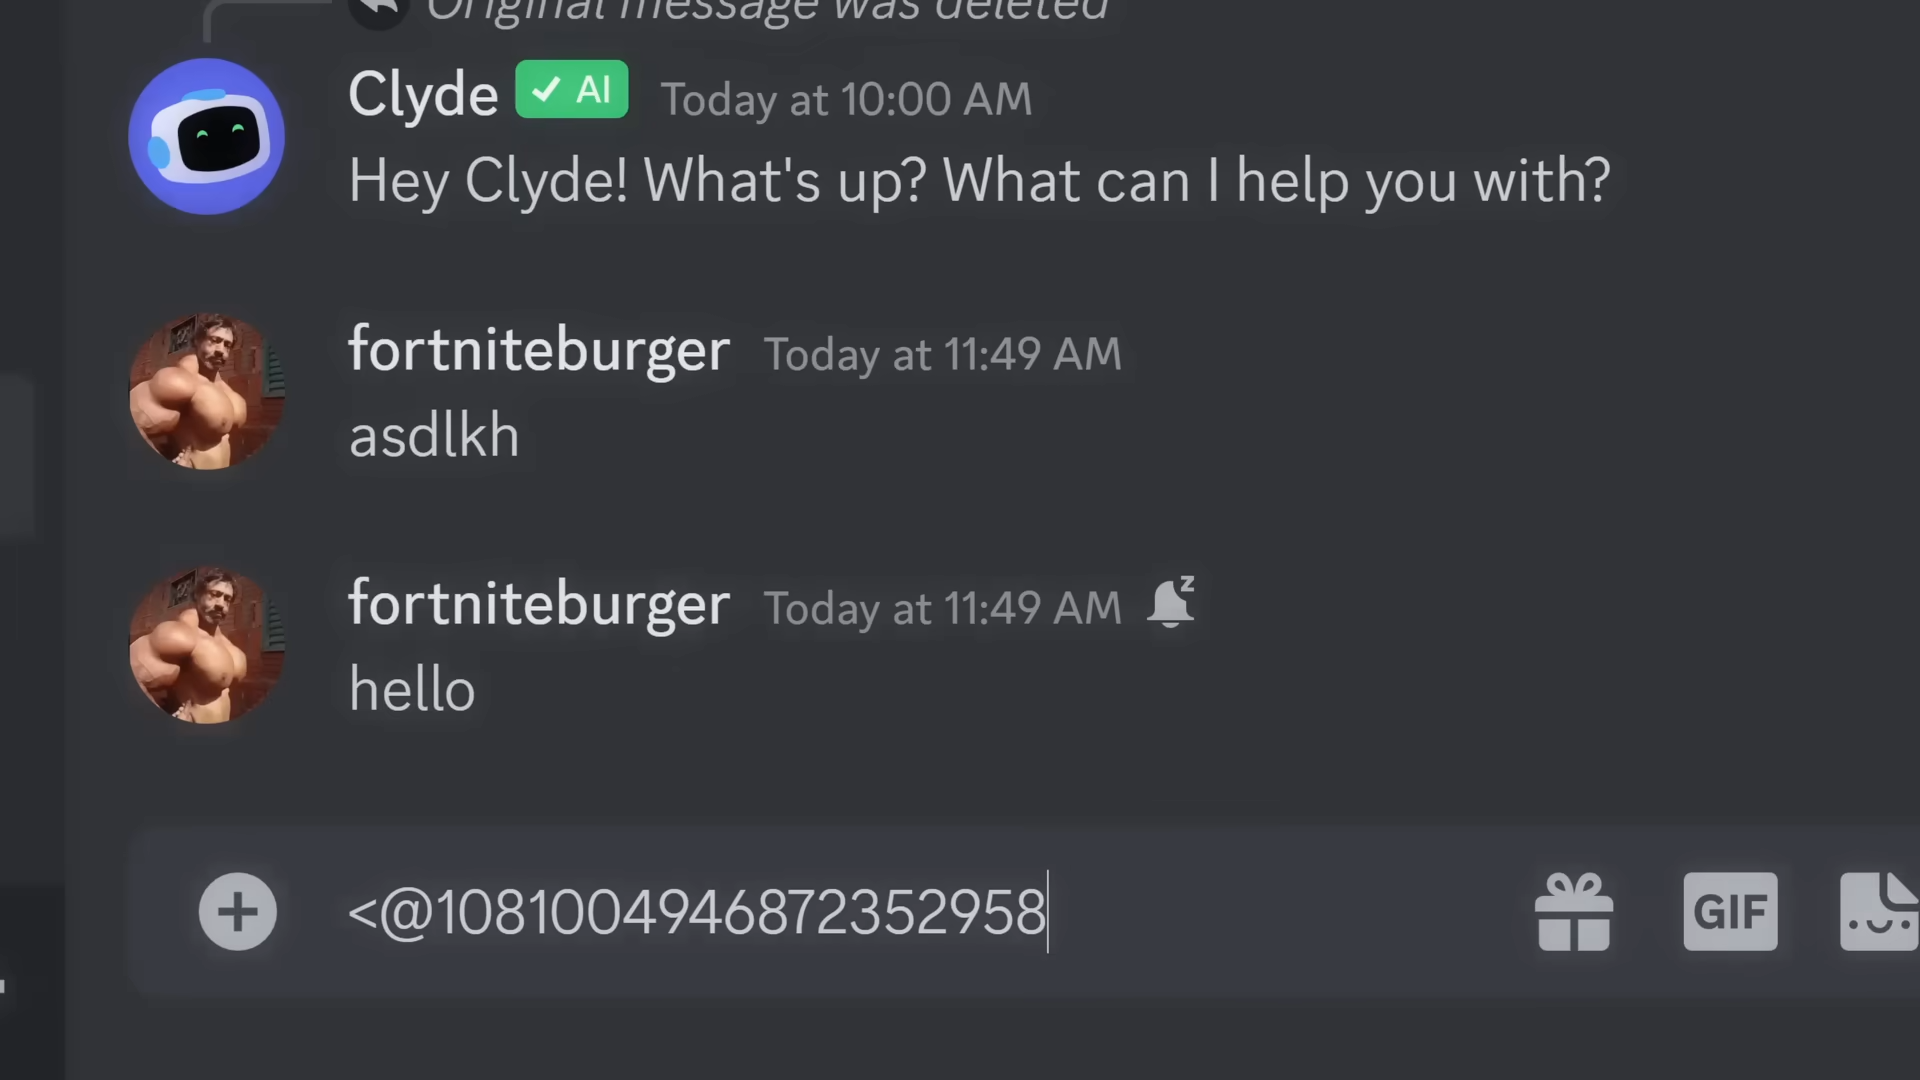 Original message was deleted
Clyde ✓ AI Today at 10:00 AM
Hey Clyde! What's up? What can I help you with?
fortniteburger Today at 11:49 AM
asdlkh
fortniteburger Today at 11:49 AM
hello
<@1081004946872352958
GIF